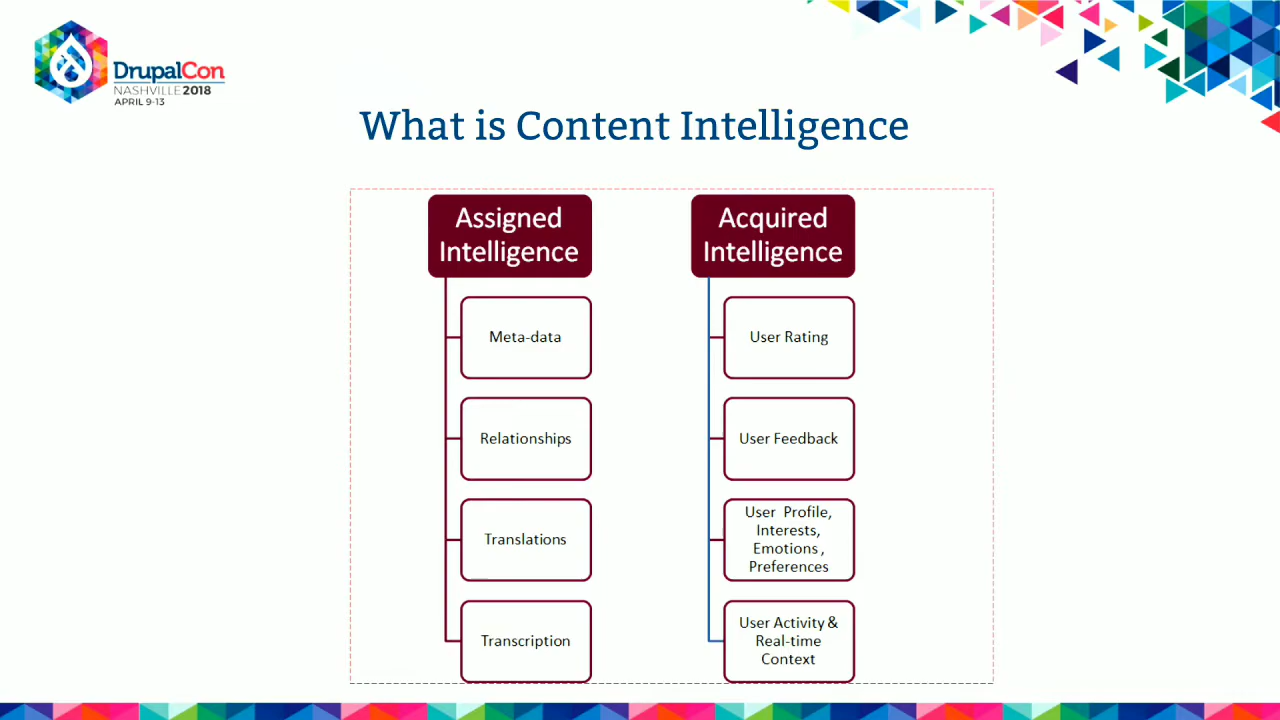 DrupalCon
NASHVILLE 2018
APRIL 9-13
What is Content Intelligence
Assigned
Intelligence
Meta-data
Relationships
Translations
Transcription
Acquired
Intelligence
User Rating
User Feedback
User Profile,
Interests,
Emotions ,
Preferences
User Activity &
Real-time
Context